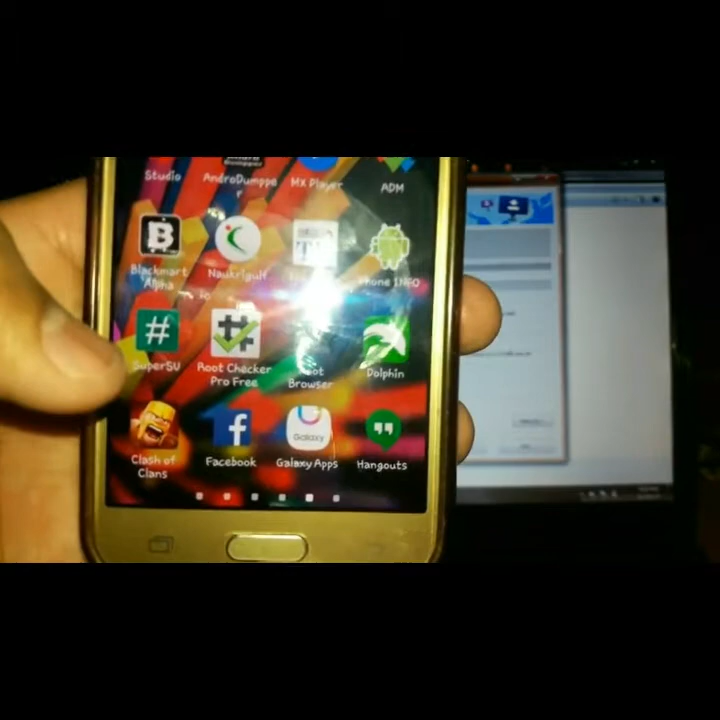 Studio
AndroDumppe
r
MX Player
ADM
B
Blackmart
Alpha
Naukrigulf
Phone INFO
#
SuperSU
Root Checker
Pro Free
Browser
Dolphin
Clash of
Clans
f
Facebook
Galaxy
Galaxy Apps
Hangouts